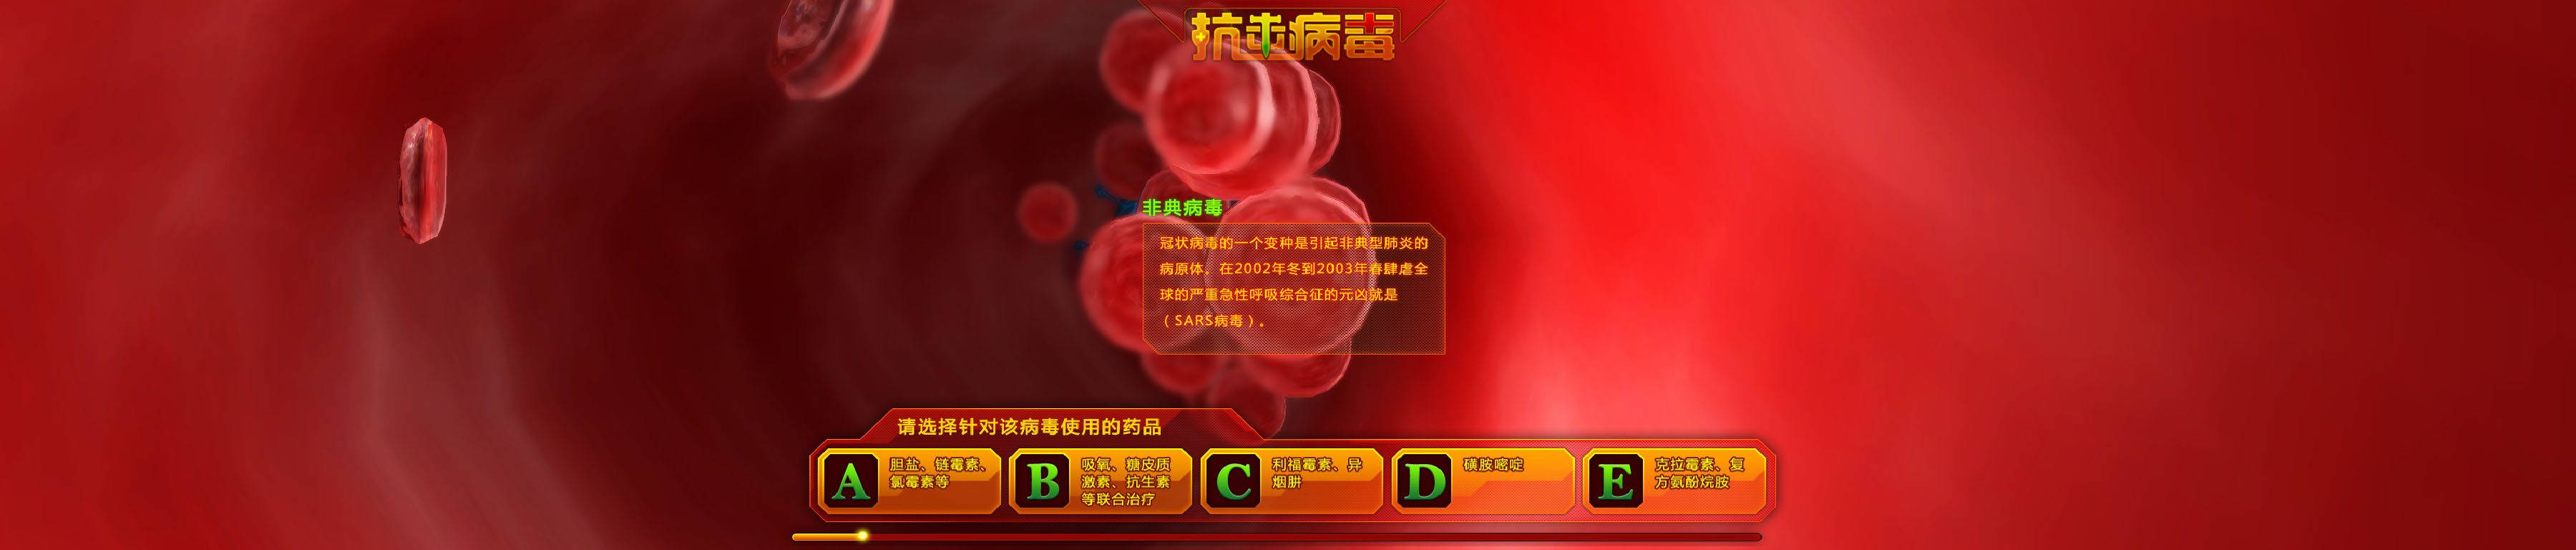 抗击病毒
非典病毒
冠状病毒的一个变种是引起非典型肺炎的
病原体。在2002年冬到2003年春肆虐全
球的严重急性呼吸综合征的元凶就是
（SARS病毒）。
请选择针对该病毒使用的药品
A
胆盐、链霉素、
氯霉素等
B
吸氧、糖皮质
激素、抗生素
等联合治疗
C
利福霉素、异
烟肼
D
磺胺嘧啶
E
克拉霉素、复
方氨酚烷胺